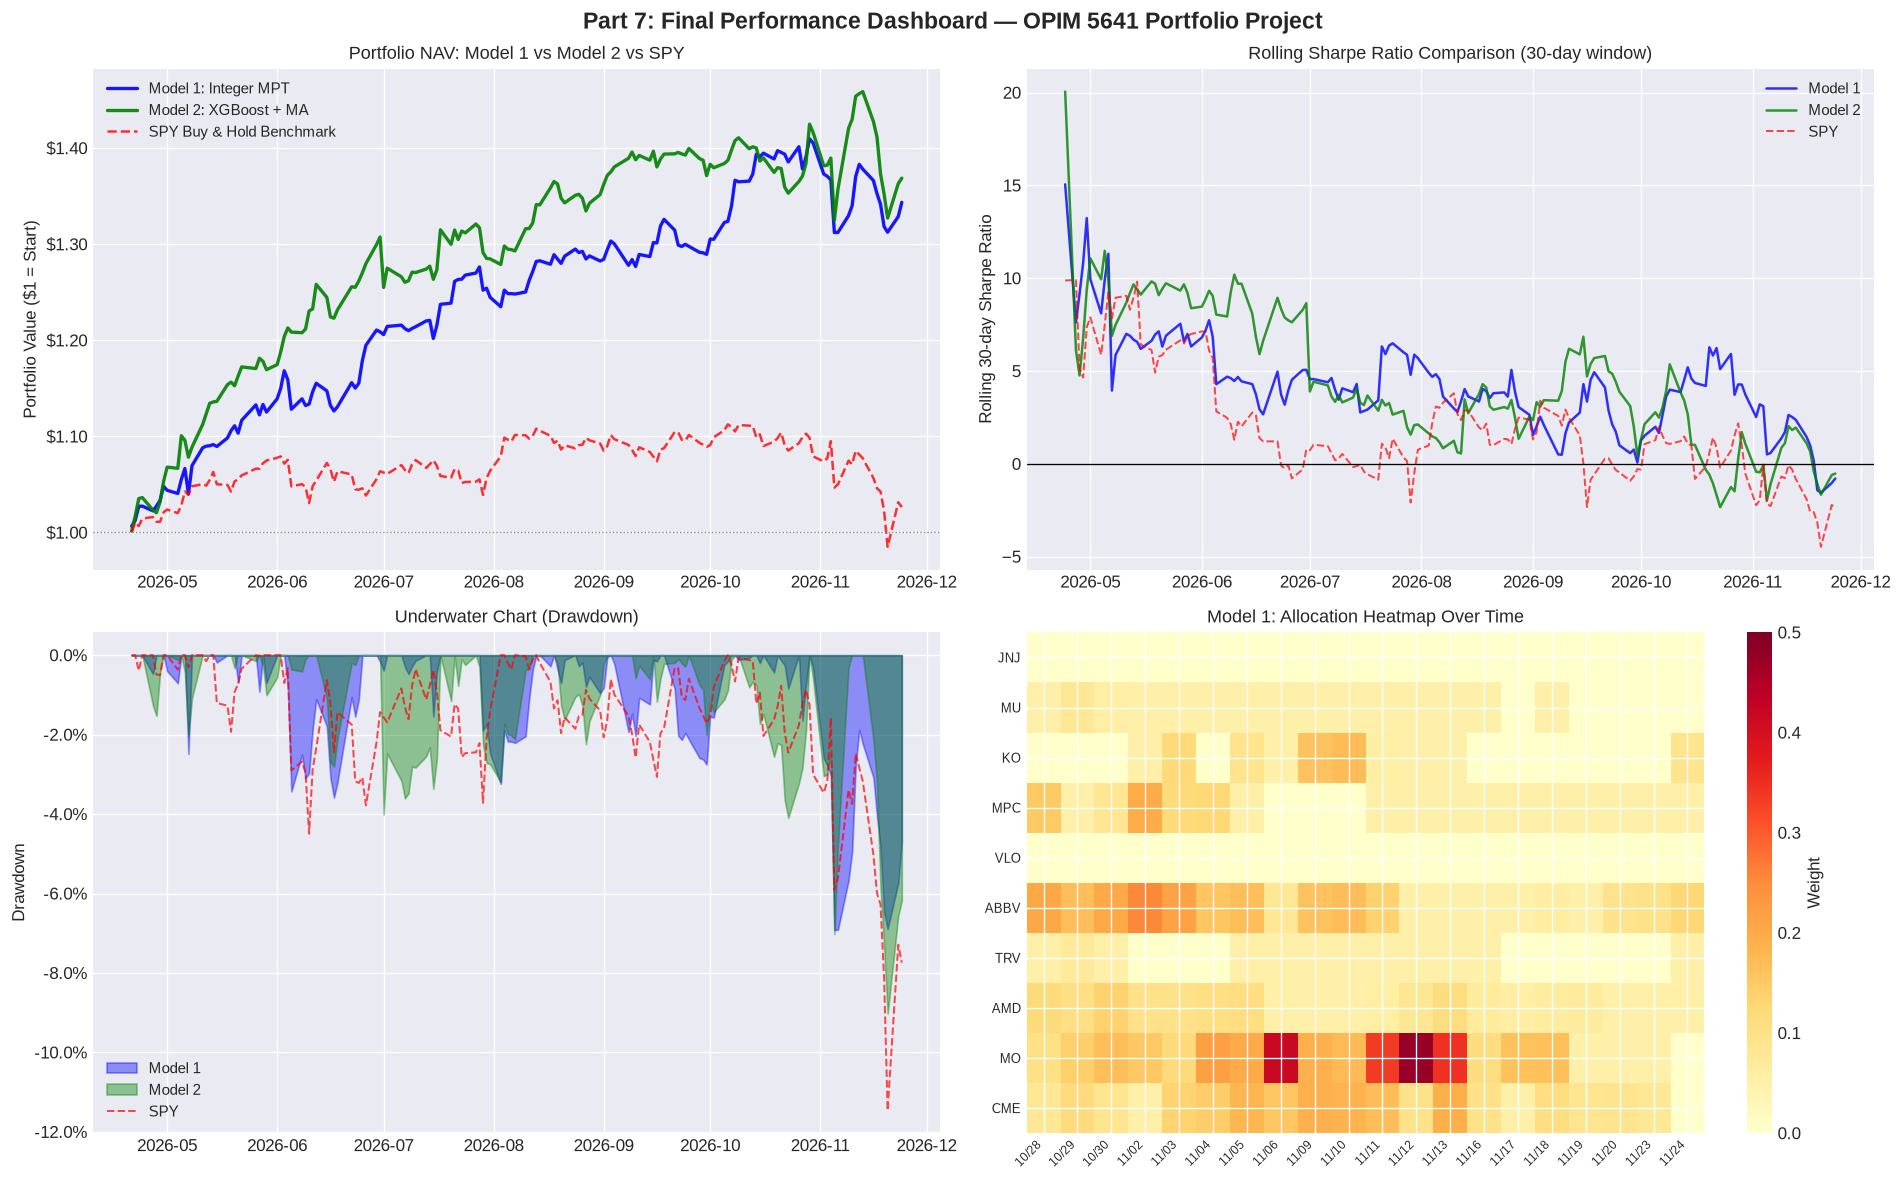 Part 7: Final Performance Dashboard — OPIM 5641 Portfolio Project
Portfolio NAV: Model 1 vs Model 2 vs SPY
Model 1: Integer MPT
Model 2: XGBoost + MA
SPY Buy & Hold Benchmark
Portfolio Value ($1 = Start)
$1.40
$1.30
$1.20
$1.10
$1.00
2026-05 2026-06 2026-07 2026-08 2026-09 2026-10 2026-11 2026-12
Rolling Sharpe Ratio Comparison (30-day window)
Model 1
Model 2
SPY
Rolling 30-day Sharpe Ratio
20
15
10
5
0
−5
2026-05 2026-06 2026-07 2026-08 2026-09 2026-10 2026-11 2026-12
Underwater Chart (Drawdown)
Drawdown
0.0%
-2.0%
-4.0%
-6.0%
-8.0%
-10.0%
-12.0%
Model 1
Model 2
SPY
2026-05 2026-06 2026-07 2026-08 2026-09 2026-10 2026-11 2026-12
Model 1: Allocation Heatmap Over Time
JNJ
MU
KO
MPC
VLO
ABBV
TRV
AMD
MO
CME
10/28 10/29 10/30 11/02 11/03 11/04 11/05 11/06 11/09 11/10 11/11 11/12 11/13 11/16 11/17 11/18 11/19 11/20 11/23 11/24
0.5
0.4
0.3
0.2
0.1
0.0
Weight